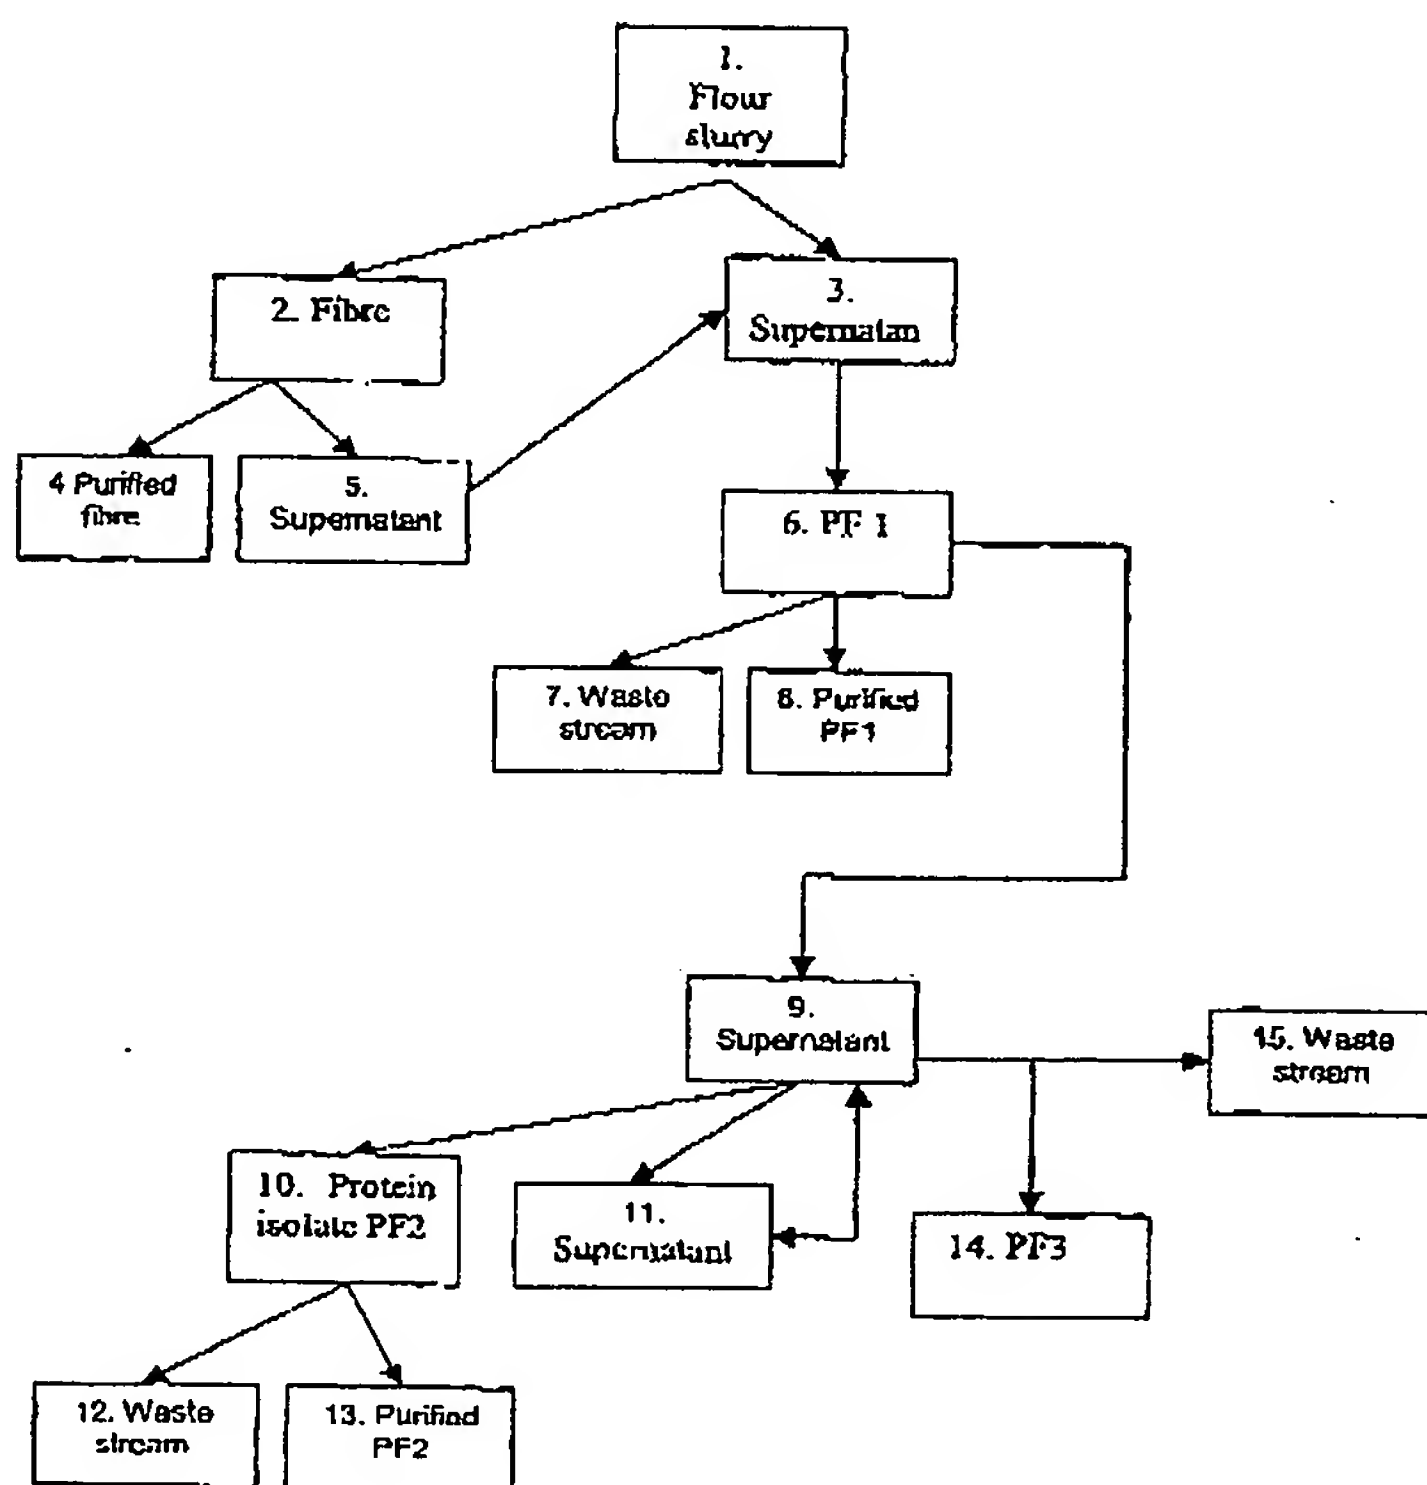 1.
Flour
slurry
2. Fibre
3.
Supernatan
4 Purified
fibre
5.
Supernatant
6. PF 1
7. Waste
stream
8. Purified
PF1
9.
Supernatant
15. Waste
stream
10. Protein
isolate PF2
11.
Supernatant
14. PF3
12. Waste
stream
13. Purified
PF2